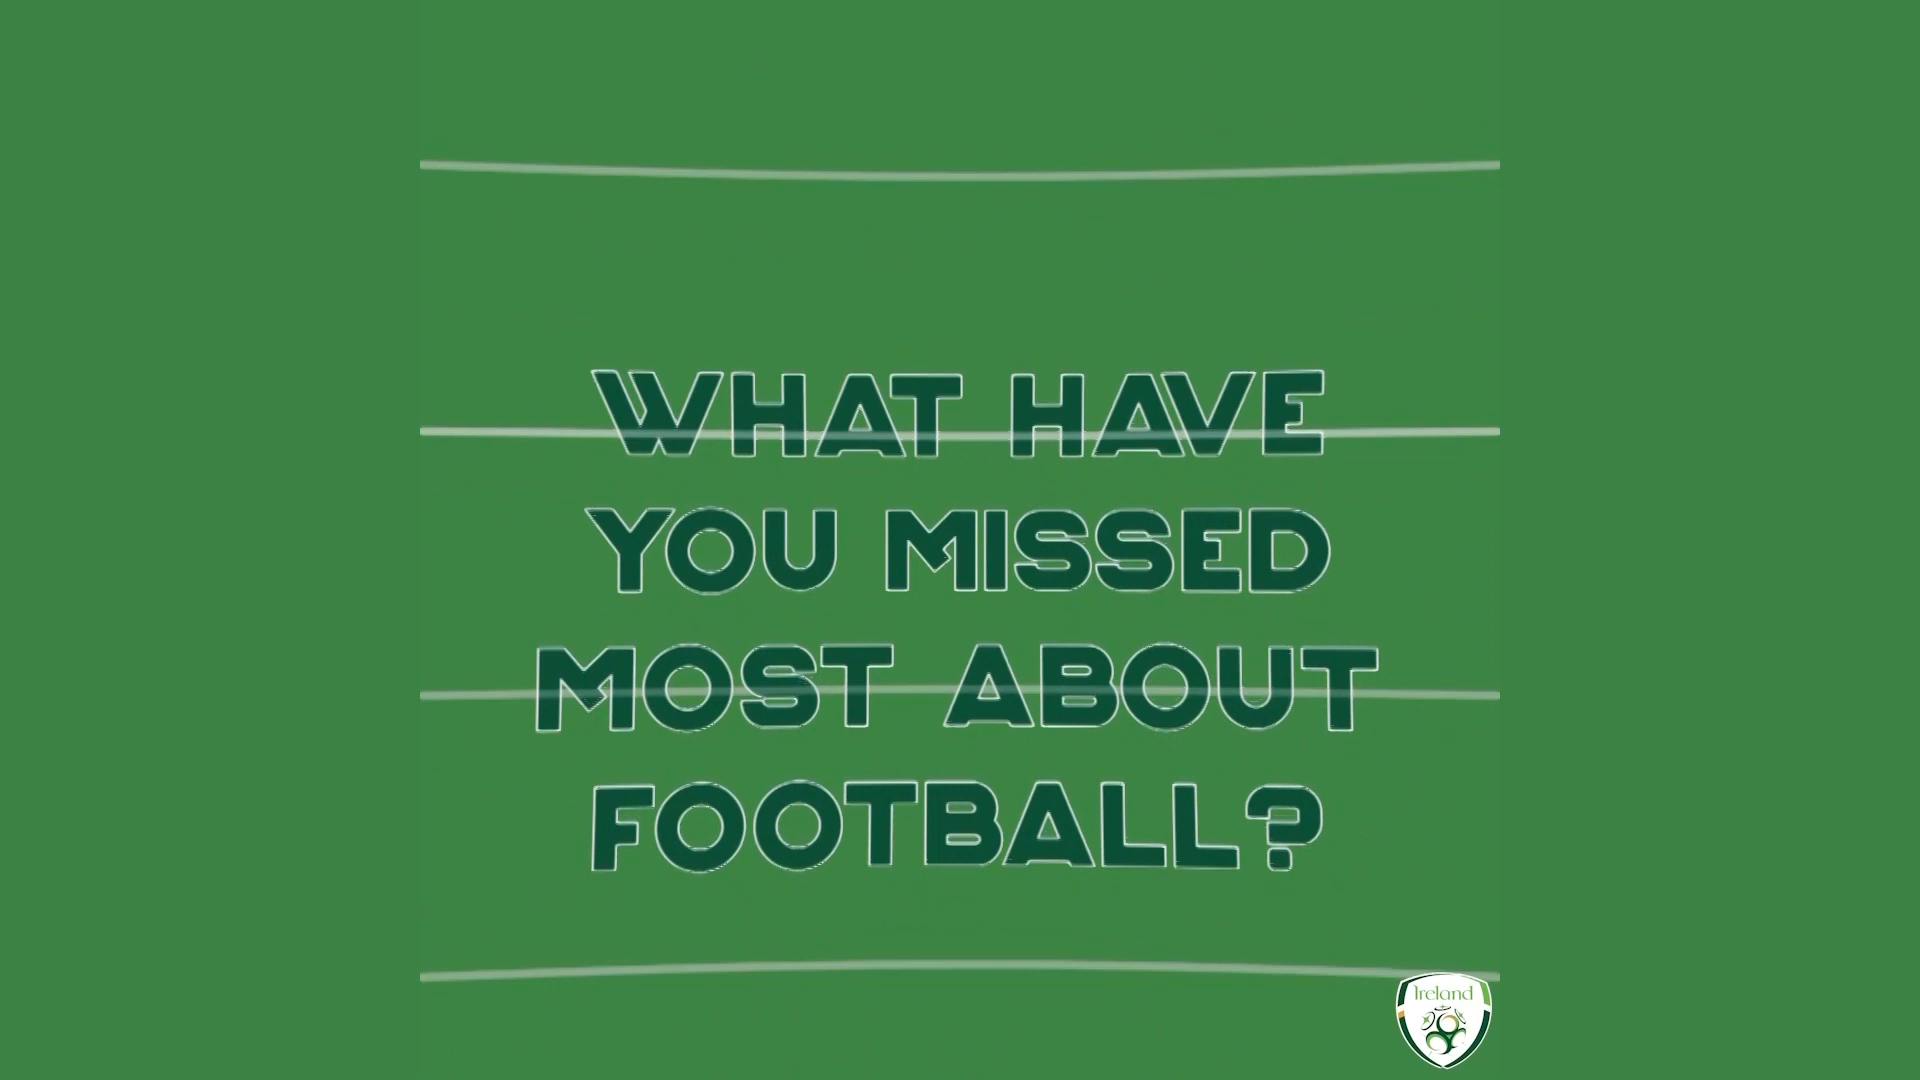 WHAT HAVE
YOU MISSED
MOST ABOUT
FOOTBALL?
Ireland